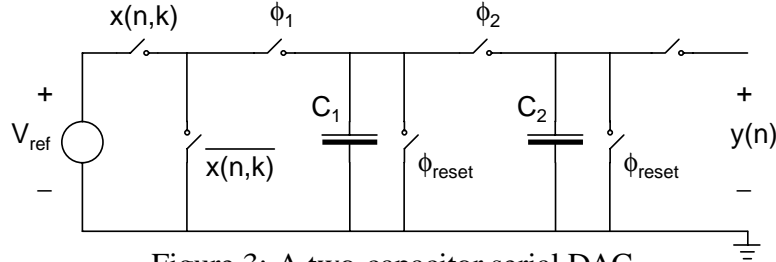 x(n,k) ϕ1 ϕ2
+ C1 C2 +
Vref x(n,k) ϕreset ϕreset y(n)
− −
Figure 3: A two-capacitor serial DAC